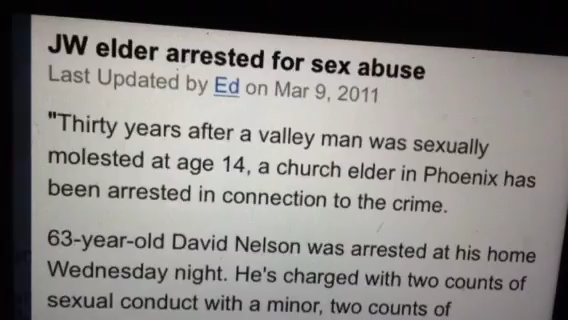 JW elder arrested for sex abuse
Last Updated by Ed on Mar 9, 2011
"Thirty years after a valley man was sexually
molested at age 14, a church elder in Phoenix has
been arrested in connection to the crime.
63-year-old David Nelson was arrested at his home
Wednesday night. He's charged with two counts of
sexual conduct with a minor, two counts of